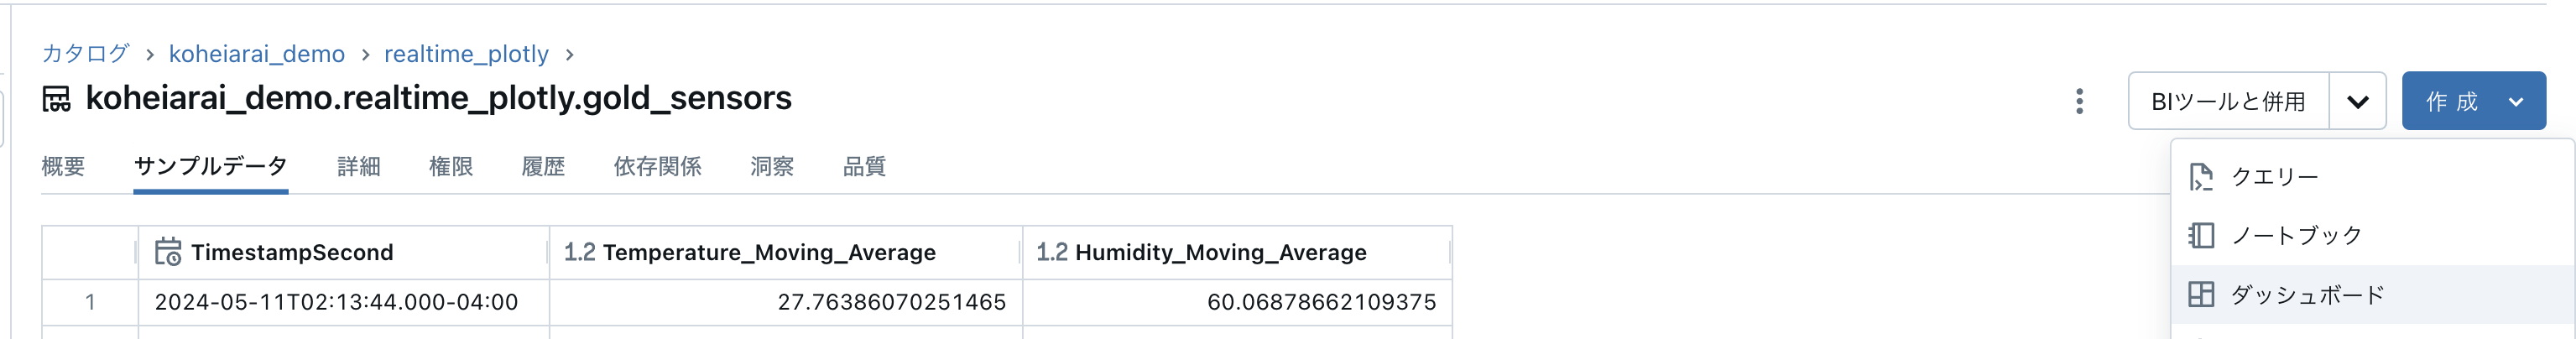 カタログ > koheiarai_demo > realtime_plotly >
koheiarai_demo.realtime_plotly.gold_sensors
BIツールと併用
作成
概要 サンプルデータ 詳細 権限 履歴 依存関係 洞察 品質
クエリー
ノートブック
ダッシュボード
TimestampSecond 1.2 Temperature_Moving_Average 1.2 Humidity_Moving_Average
1 2024-05-11T02:13:44.000-04:00 27.76386070251465 60.06878662109375